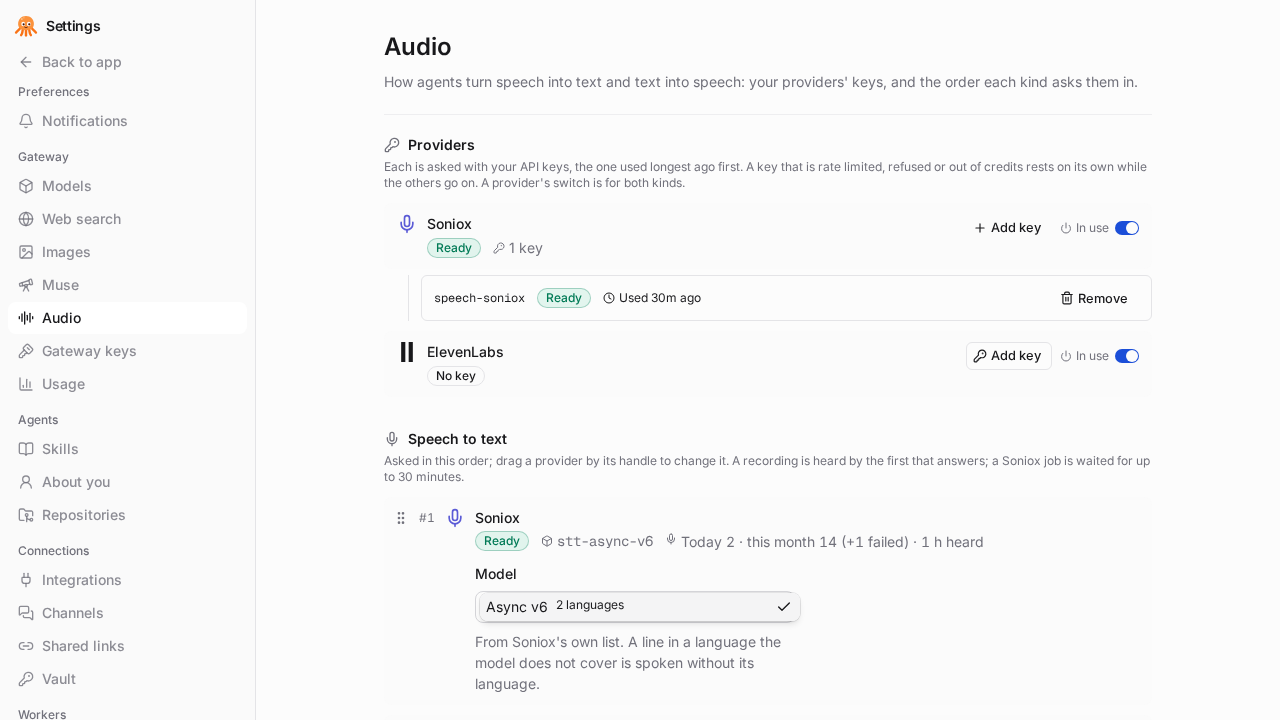 Settings
Back to app
Preferences
Notifications
Gateway
Models
Web search
Images
Muse
Audio
Gateway keys
Usage
Agents
Skills
About you
Repositories
Connections
Integrations
Channels
Shared links
Vault
Workers
Audio
How agents turn speech into text and text into speech: your providers' keys, and the order each kind asks them in.
Providers
Each is asked with your API keys, the one used longest ago first. A key that is rate limited, refused or out of credits rests on its own while
the others go on. A provider's switch is for both kinds.
Soniox
Add key In use
Ready 1 key
speech-soniox Ready Used 30m ago Remove
ElevenLabs
Add key In use
No key
Speech to text
Asked in this order; drag a provider by its handle to change it. A recording is heard by the first that answers; a Soniox job is waited for up
to 30 minutes.
#1 Soniox
Ready stt-async-v6 Today 2 · this month 14 (+1 failed) · 1 h heard
Model
Async v6 2 languages
From Soniox's own list. A line in a language the
model does not cover is spoken without its
language.